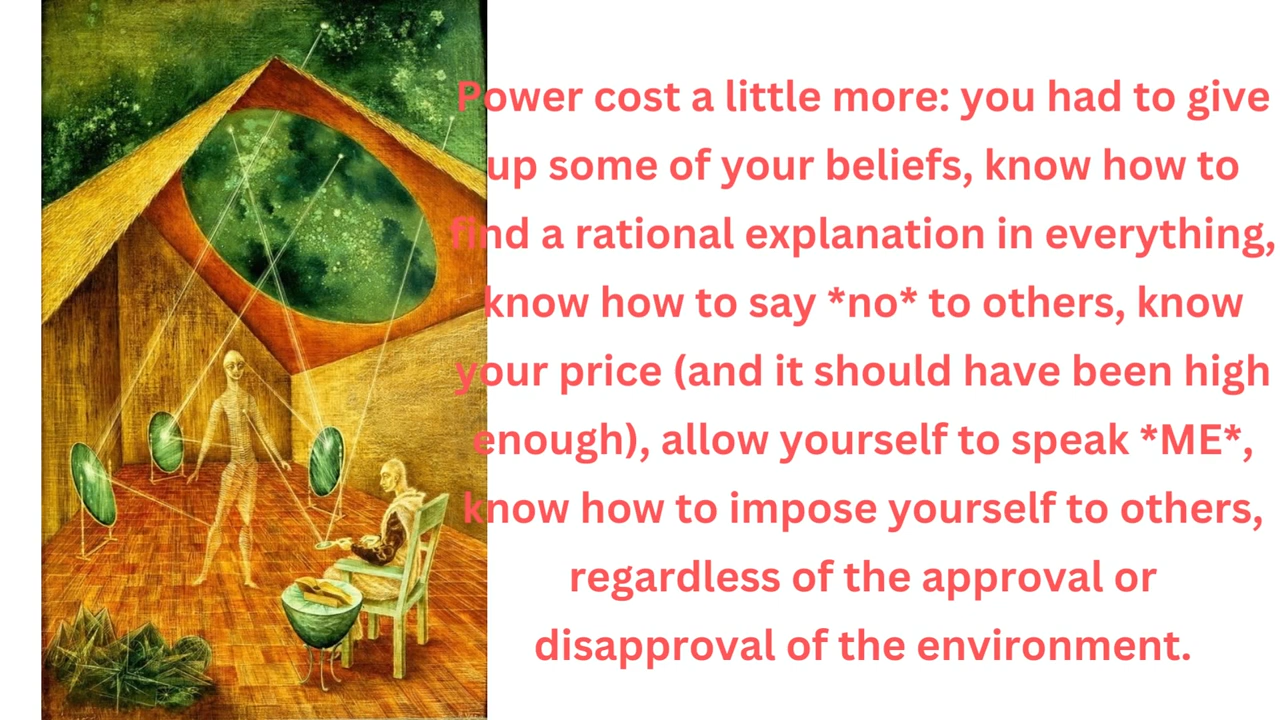 Power cost a little more: you had to give
up some of your beliefs, know how to
find a rational explanation in everything,
know how to say *no* to others, know
your price (and it should have been high
enough), allow yourself to speak *ME*,
know how to impose yourself to others,
regardless of the approval or
disapproval of the environment.